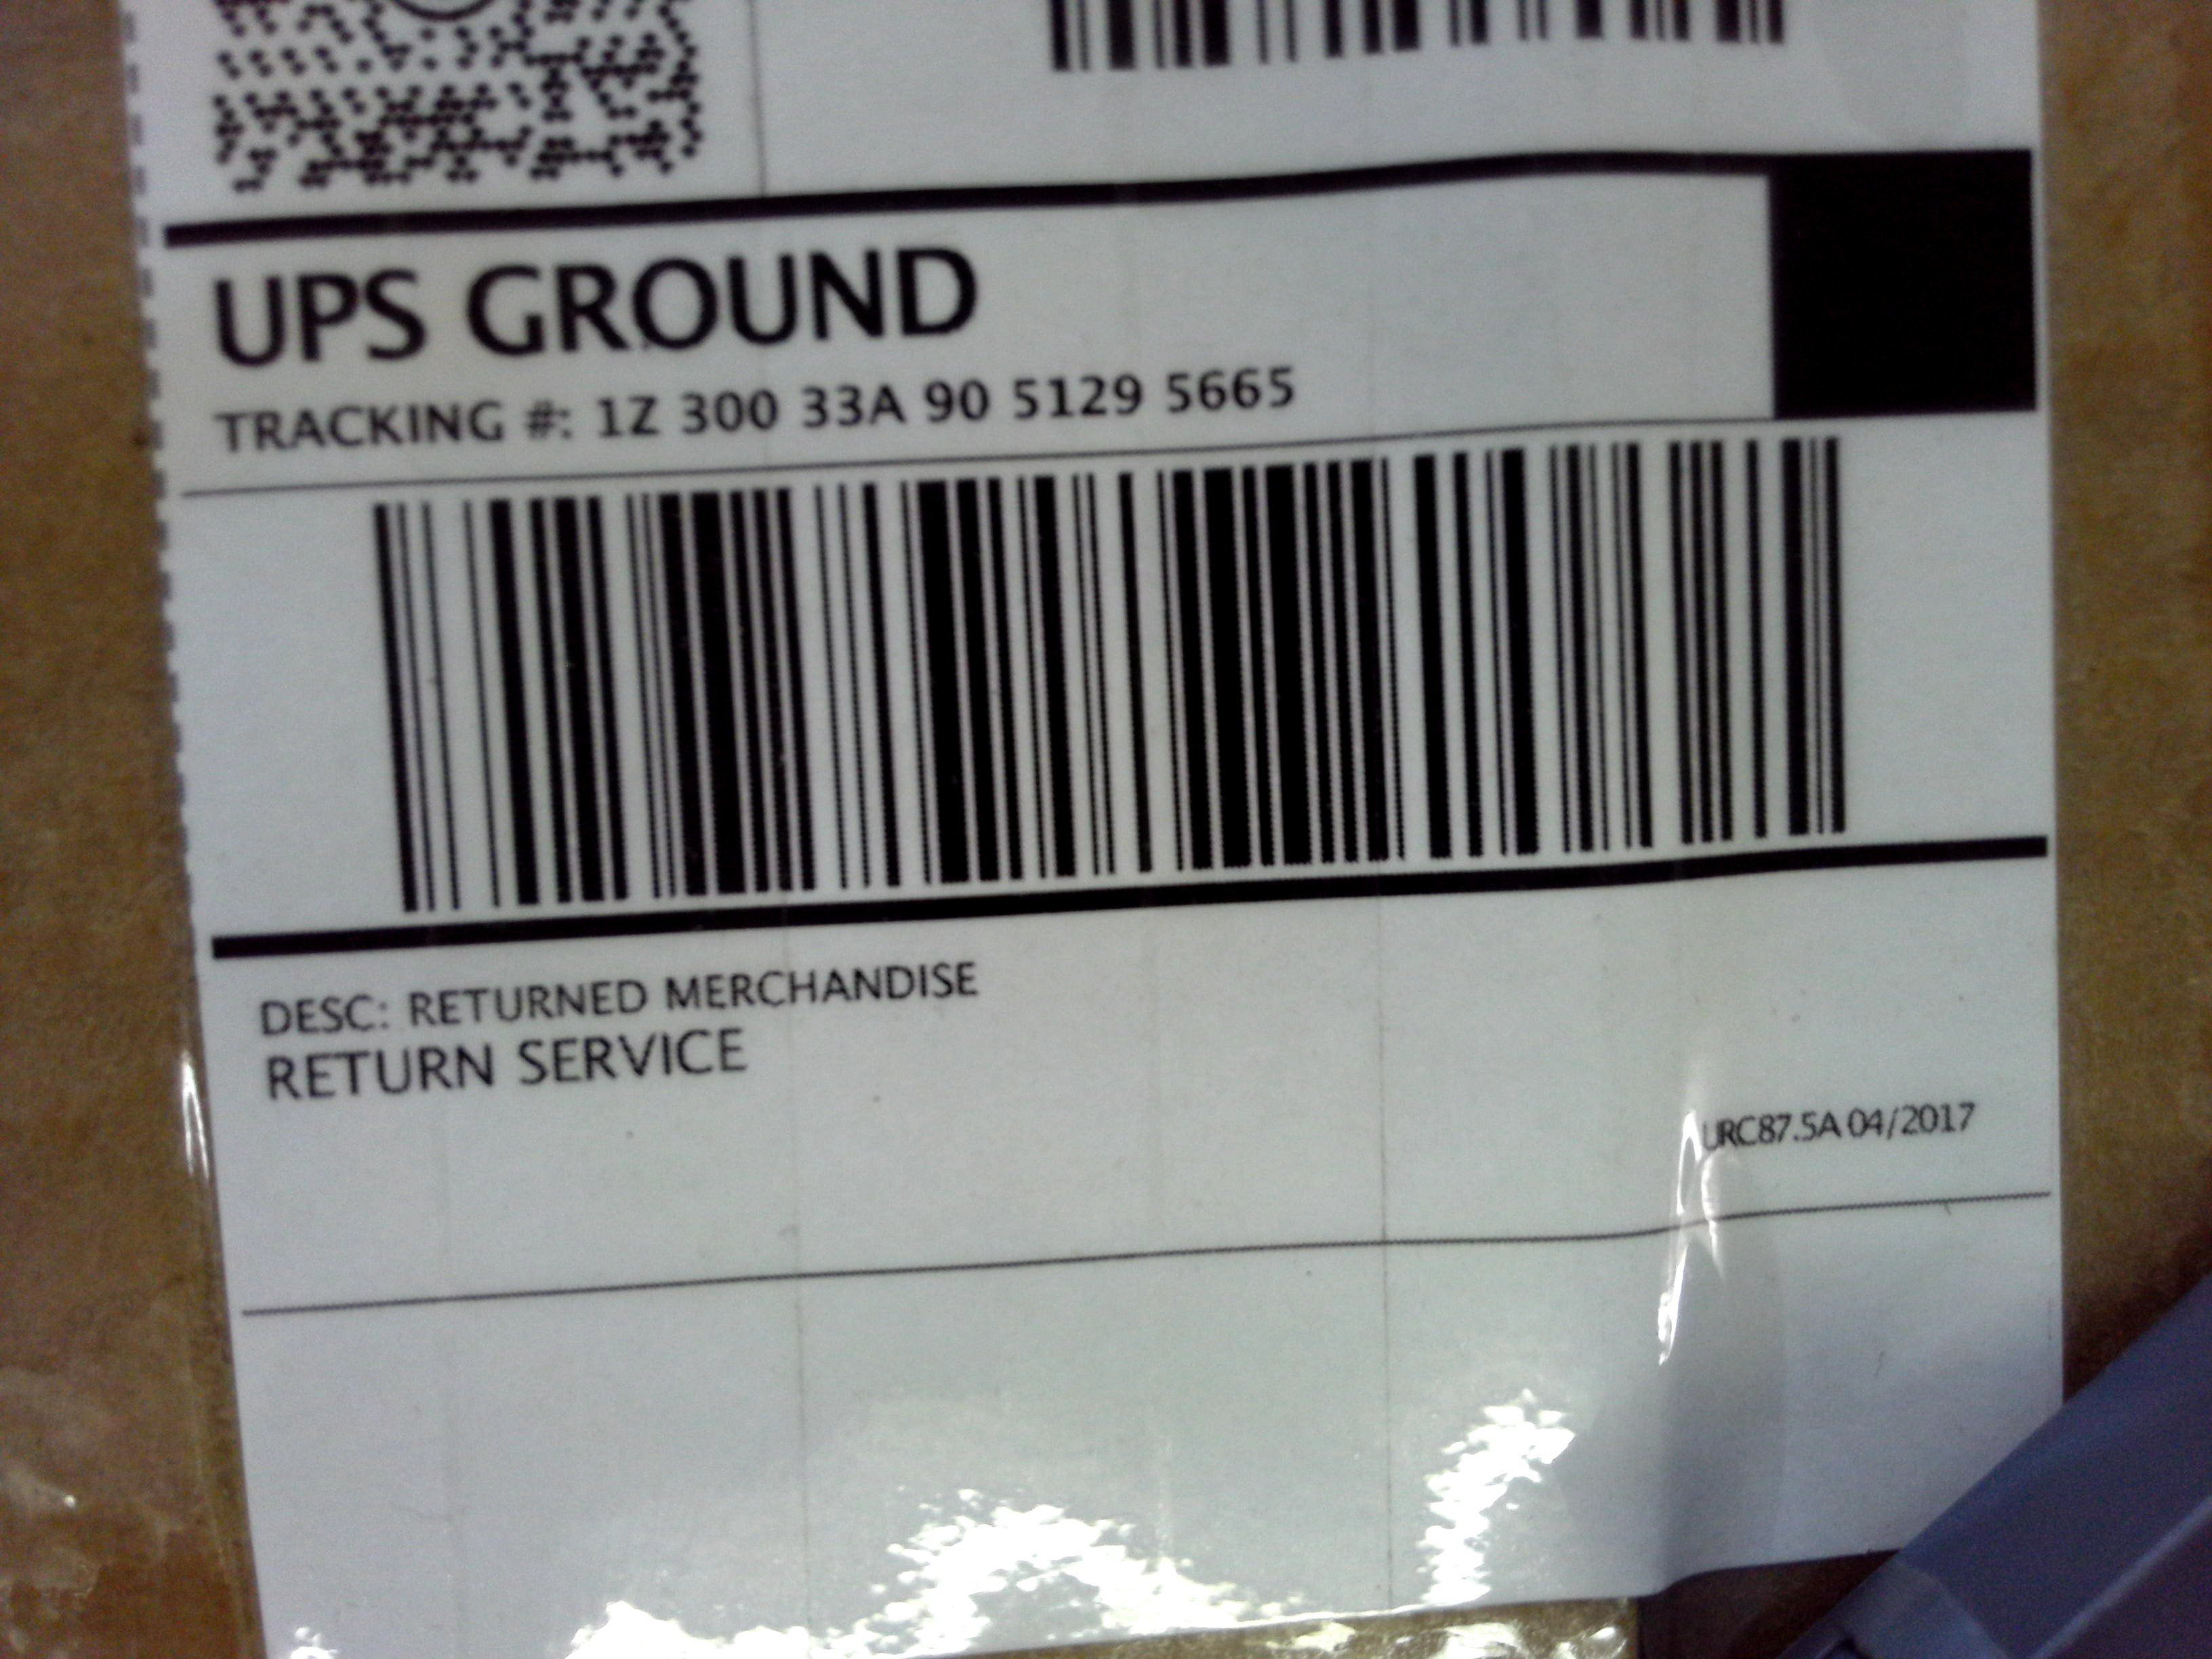 UPS GROUND
TRACKING #: 1Z 300 33A 90 5129 5665
DESC: RETURNED MERCHANDISE
RETURN SERVICE
URC87.5A 04/2017